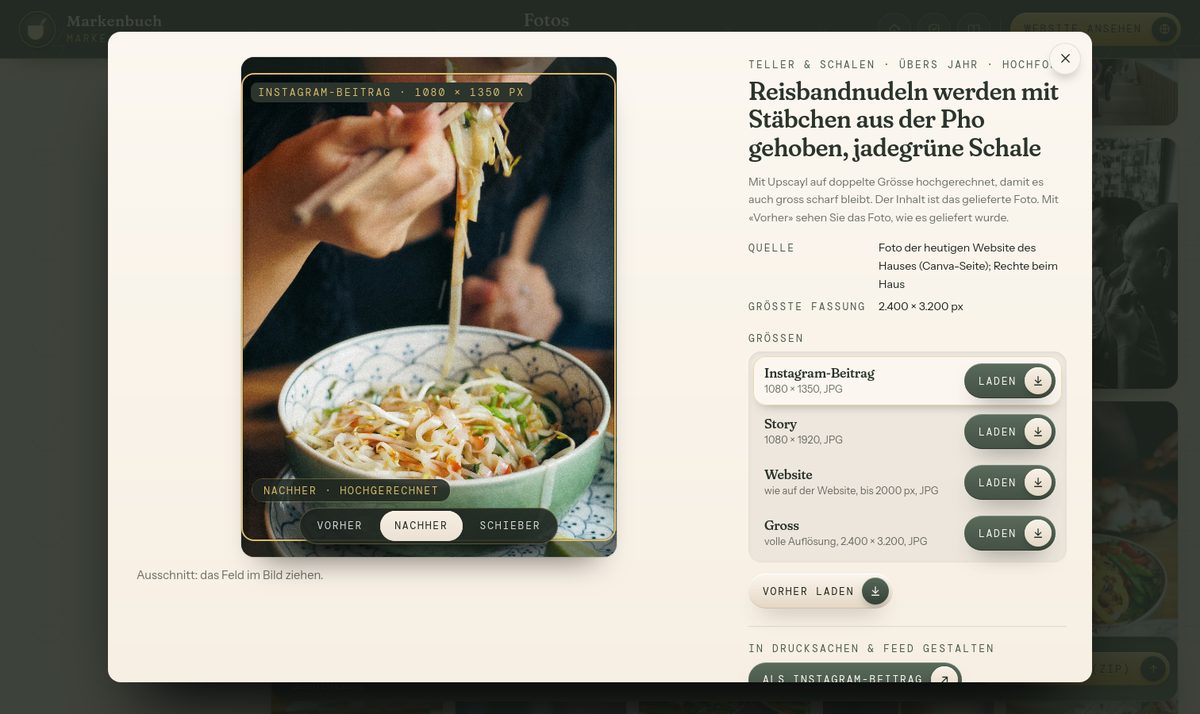 Markenbuch
Fotos
WEBSITE ANSEHEN
INSTAGRAM-BEITRAG · 1080 × 1350 PX
NACHHER · HOCHGERECHNET
VORHER NACHHER SCHIEBER
Ausschnitt: das Feld im Bild ziehen.
TELLER & SCHALEN · ÜBERS JAHR ·
Reisbandnudeln werden mit
Stäbchen aus der Pho
gehoben, jadegrüne Schale
Mit Upscayl auf doppelte Grösse hochgerechnet, damit es
auch gross scharf bleibt. Der Inhalt ist das gelieferte Foto. Mit
«Vorher» sehen Sie das Foto, wie es geliefert wurde.
QUELLE Foto der heutigen Website des
Hauses (Canva-Seite); Rechte beim
Haus
GRÖSSTE FASSUNG 2.400 × 3.200 px
GRÖSSEN
Instagram-Beitrag
1080 × 1350, JPG
LADEN
Story
1080 × 1920, JPG
LADEN
Website
wie auf der Website, bis 2000 px, JPG
LADEN
Gross
volle Auflösung, 2.400 × 3.200, JPG
LADEN
VORHER LADEN
IN DRUCKSACHEN & FEED GESTALTEN
ALS INSTAGRAM-BEITRAG
(ZIP)